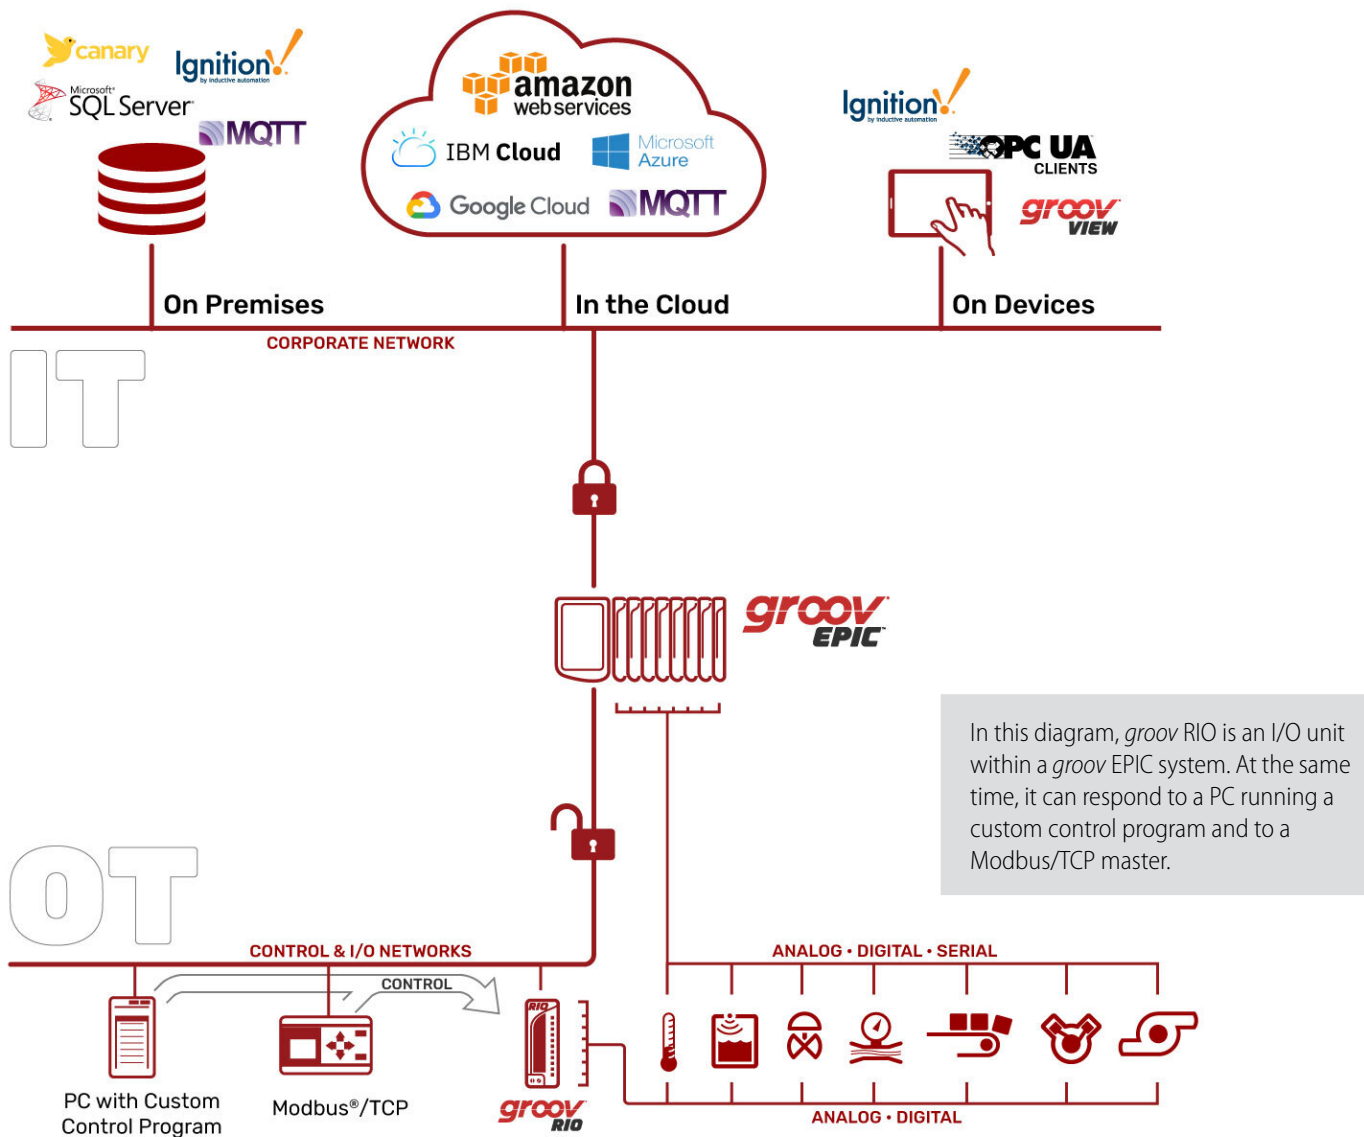 canary
Ignition!
by inductive automation
Microsoft®
SQL Server®
MQTT
amazon
web services
IBM Cloud
Microsoft
Azure
Google Cloud
MQTT
Ignition!
by inductive automation
OPC UA
CLIENTS
groov
VIEW
On Premises
In the Cloud
On Devices
CORPORATE NETWORK
IT
groov
EPIC™
In this diagram, groov RIO is an I/O unit
within a groov EPIC system. At the same
time, it can respond to a PC running a
custom control program and to a
Modbus/TCP master.
OT
CONTROL & I/O NETWORKS
ANALOG • DIGITAL • SERIAL
CONTROL
RIO
PC with Custom
Control Program
Modbus®/TCP
groov
RIO
ANALOG • DIGITAL